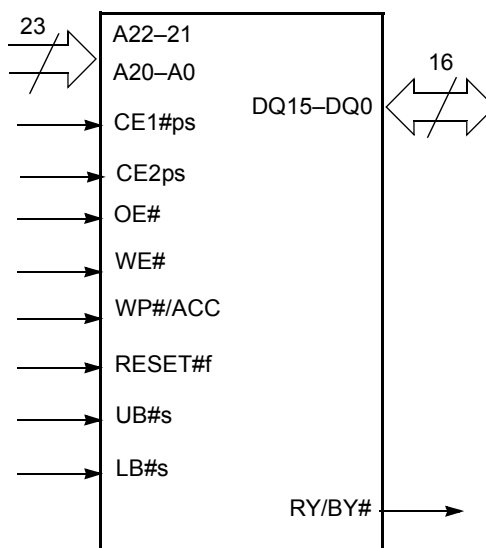 23
A22–21
A20–A0
16
DQ15–DQ0
CE1#ps
CE2ps
OE#
WE#
WP#/ACC
RESET#f
UB#s
LB#s
RY/BY#